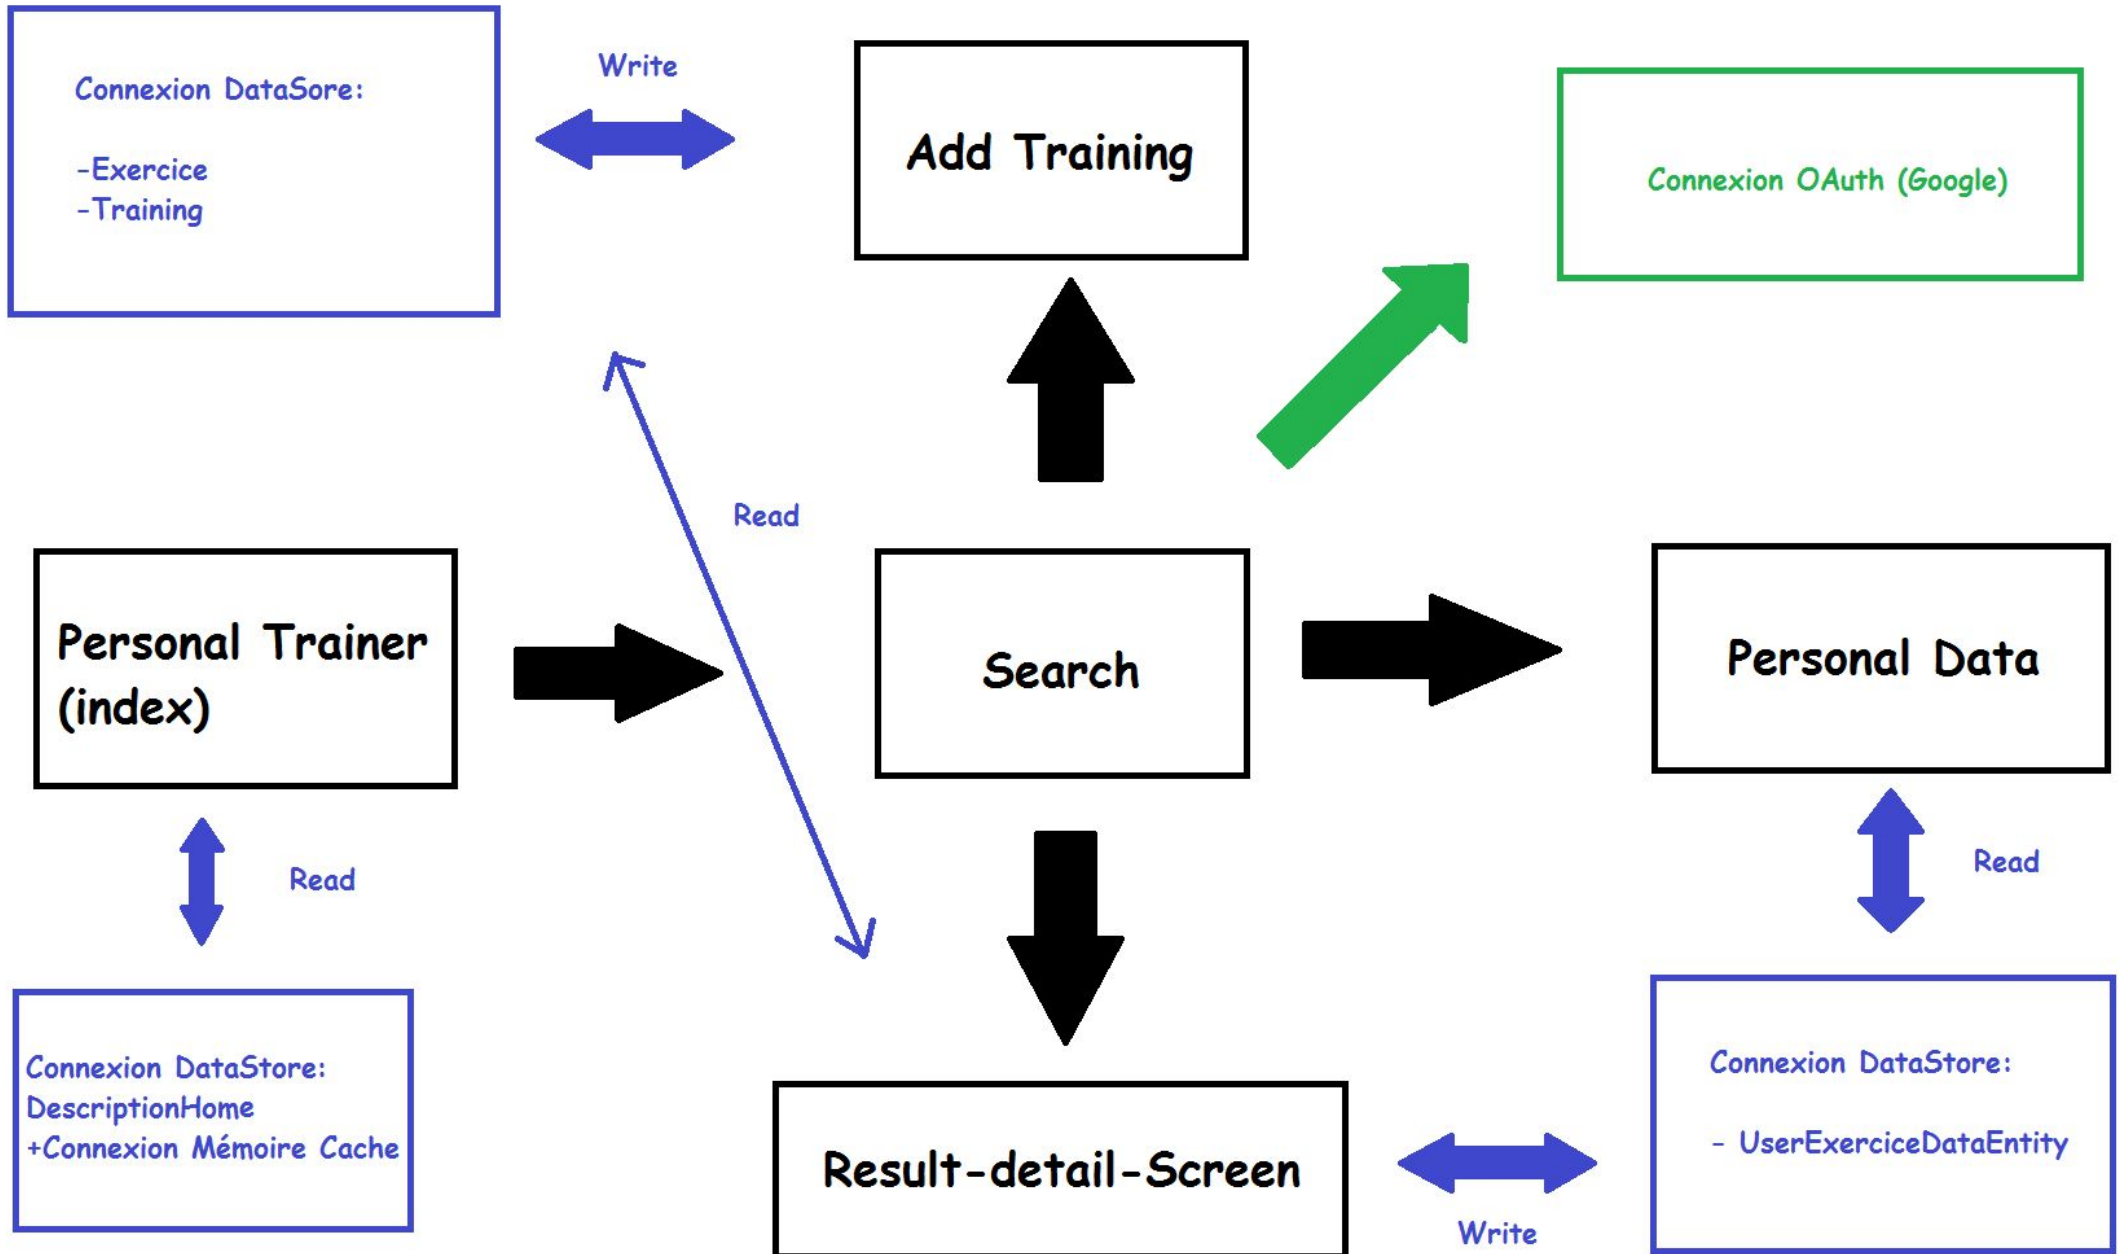 Connexion DataSore:
-Exercice
-Training
Write
Add Training
Connexion OAuth (Google)
Read
Personal Trainer
(index)
Search
Personal Data
Read
Read
Connexion DataStore:
DescriptionHome
+Connexion Mémoire Cache
Result-detail-Screen
Write
Connexion DataStore:
- UserExerciceDataEntity